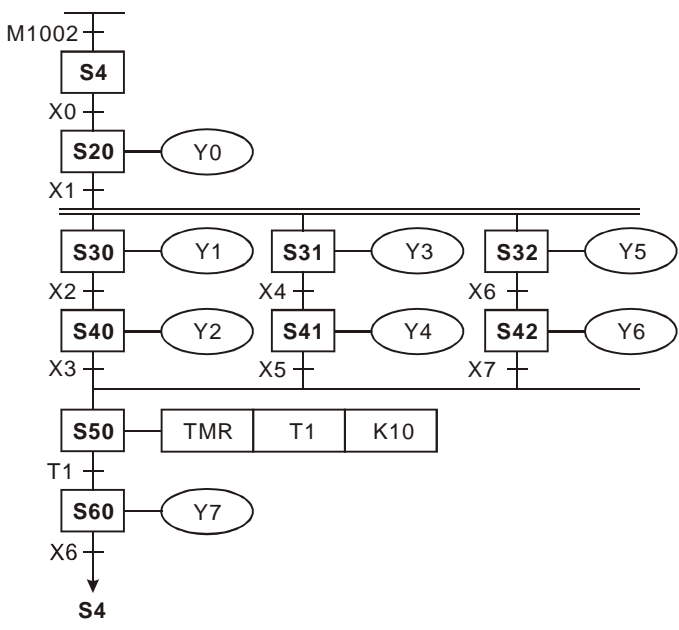 M1002
S4
X0
S20 Y0
X1
S30 Y1 S31 Y3 S32 Y5
X2 X4 X6
S40 Y2 S41 Y4 S42 Y6
X3 X5 X7
S50 TMR T1 K10
T1
S60 Y7
X6
S4